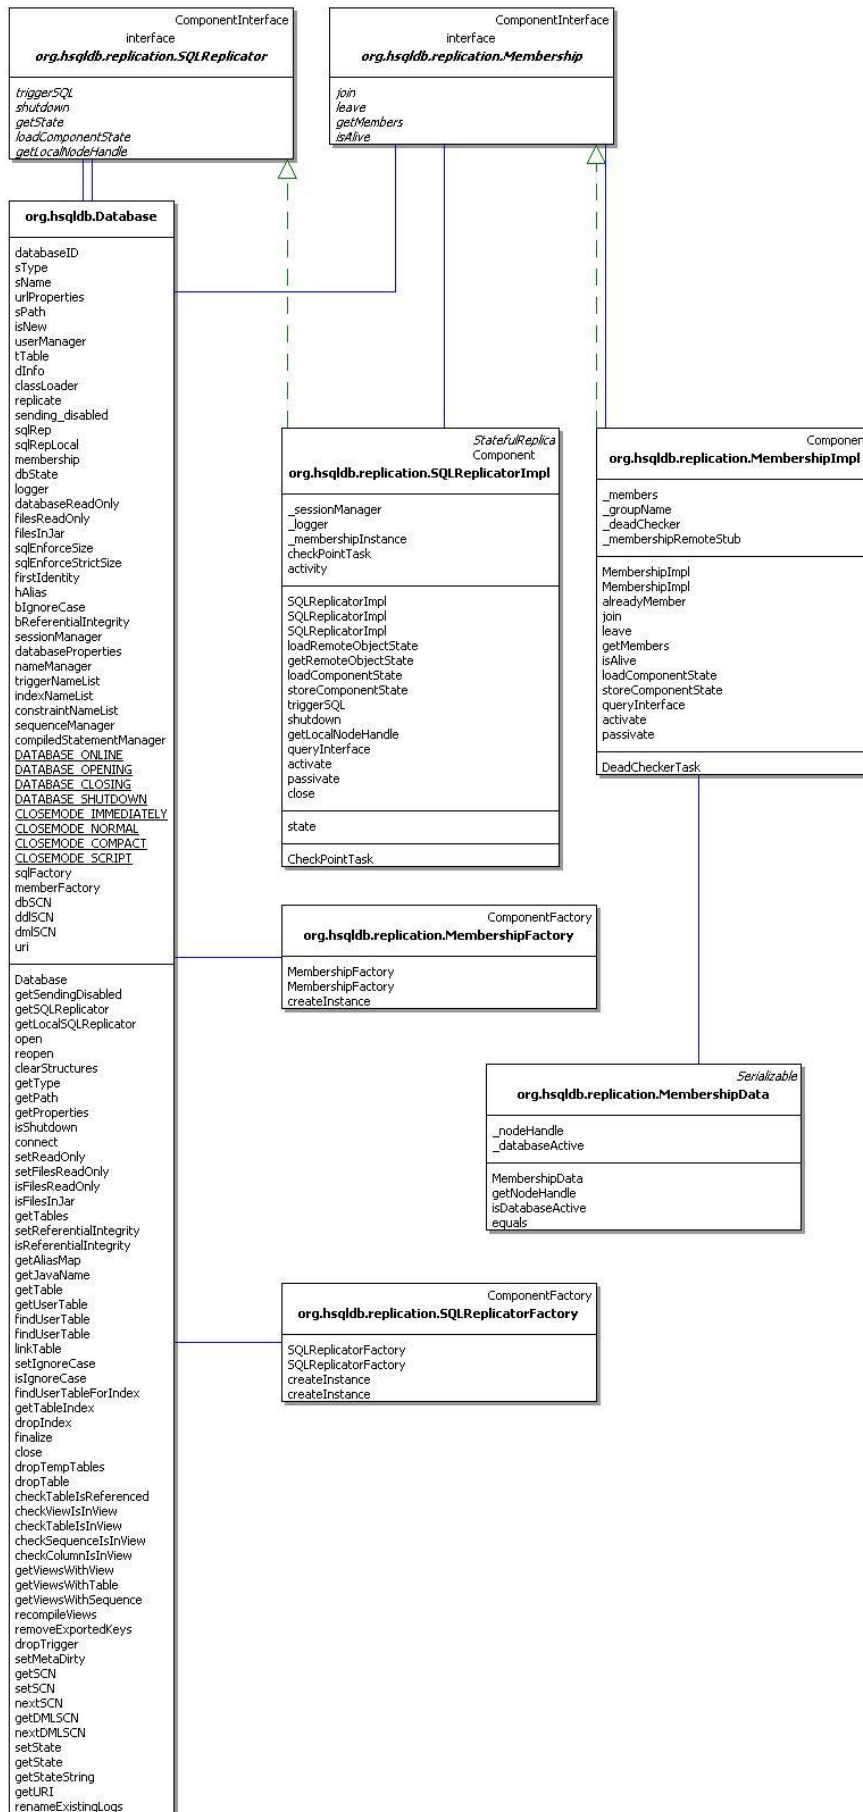 ComponentInterface
interface
org.hsqldb.replication.SQLReplicator
triggerSQL
shutdown
getState
loadComponentState
getLocalNodeHandle
ComponentInterface
interface
org.hsqldb.replication.Membership
join
leave
getMembers
isAlive
org.hsqldb.Database
databaseID
sType
sName
urlProperties
sPath
isNew
userManager
tTable
dInfo
classLoader
replicate
sending_disabled
sqlRep
sqlRepLocal
membership
dbState
logger
databaseReadOnly
filesReadOnly
filesInJar
sqlEnforceSize
sqlEnforceStrictSize
firstIdentity
hAlias
bIgnoreCase
bReferentialIntegrity
sessionManager
databaseProperties
nameManager
triggerNameList
indexNameList
constraintNameList
sequenceManager
compiledStatementManager
DATABASE_ONLINE
DATABASE_OPENING
DATABASE_CLOSING
DATABASE_SHUTDOWN
CLOSEMODE_IMMEDIATELY
CLOSEMODE_NORMAL
CLOSEMODE_COMPACT
CLOSEMODE_SCRIPT
sqlFactory
memberFactory
dbSCN
ddlSCN
dmlSCN
uri
Database
getSendingDisabled
getSQLReplicator
getLocalSQLReplicator
open
reopen
clearStructures
getType
getPath
getProperties
isShutdown
connect
setReadOnly
setFilesReadOnly
isFilesReadOnly
isFilesInJar
getTables
setReferentialIntegrity
isReferentialIntegrity
getAliasMap
getJavaName
getTable
getUserTable
findUserTable
findUserTable
linkTable
setIgnoreCase
isIgnoreCase
findUserTableForIndex
getTableIndex
dropIndex
finalize
close
dropTempTables
dropTable
checkTableIsReferenced
checkViewIsInView
checkTableIsInView
checkSequenceIsInView
checkColumnIsInView
getViewsWithView
getViewsWithTable
getViewsWithSequence
recompileViews
removeExportedKeys
dropTrigger
setMetaDirty
getSCN
setSCN
nextSCN
getDMLSCN
nextDMLSCN
setState
getState
getStateString
getURI
renameExistingLogs
StatefulReplica
Component
org.hsqldb.replication.SQLReplicatorImpl
_sessionManager
_logger
_membershipInstance
checkPointTask
activity
SQLReplicatorImpl
SQLReplicatorImpl
SQLReplicatorImpl
loadRemoteObjectState
getRemoteObjectState
loadComponentState
storeComponentState
triggerSQL
shutdown
getLocalNodeHandle
queryInterface
activate
passivate
close
state
CheckPointTask
Component
org.hsqldb.replication.MembershipImpl
_members
_groupName
_deadChecker
_membershipRemoteStub
MembershipImpl
MembershipImpl
alreadyMember
join
leave
getMembers
isAlive
loadComponentState
storeComponentState
queryInterface
activate
passivate
DeadCheckerTask
ComponentFactory
org.hsqldb.replication.MembershipFactory
MembershipFactory
MembershipFactory
createInstance
Serializable
org.hsqldb.replication.MembershipData
_nodeHandle
_databaseActive
MembershipData
getNodeHandle
isDatabaseActive
equals
ComponentFactory
org.hsqldb.replication.SQLReplicatorFactory
SQLReplicatorFactory
SQLReplicatorFactory
createInstance
createInstance